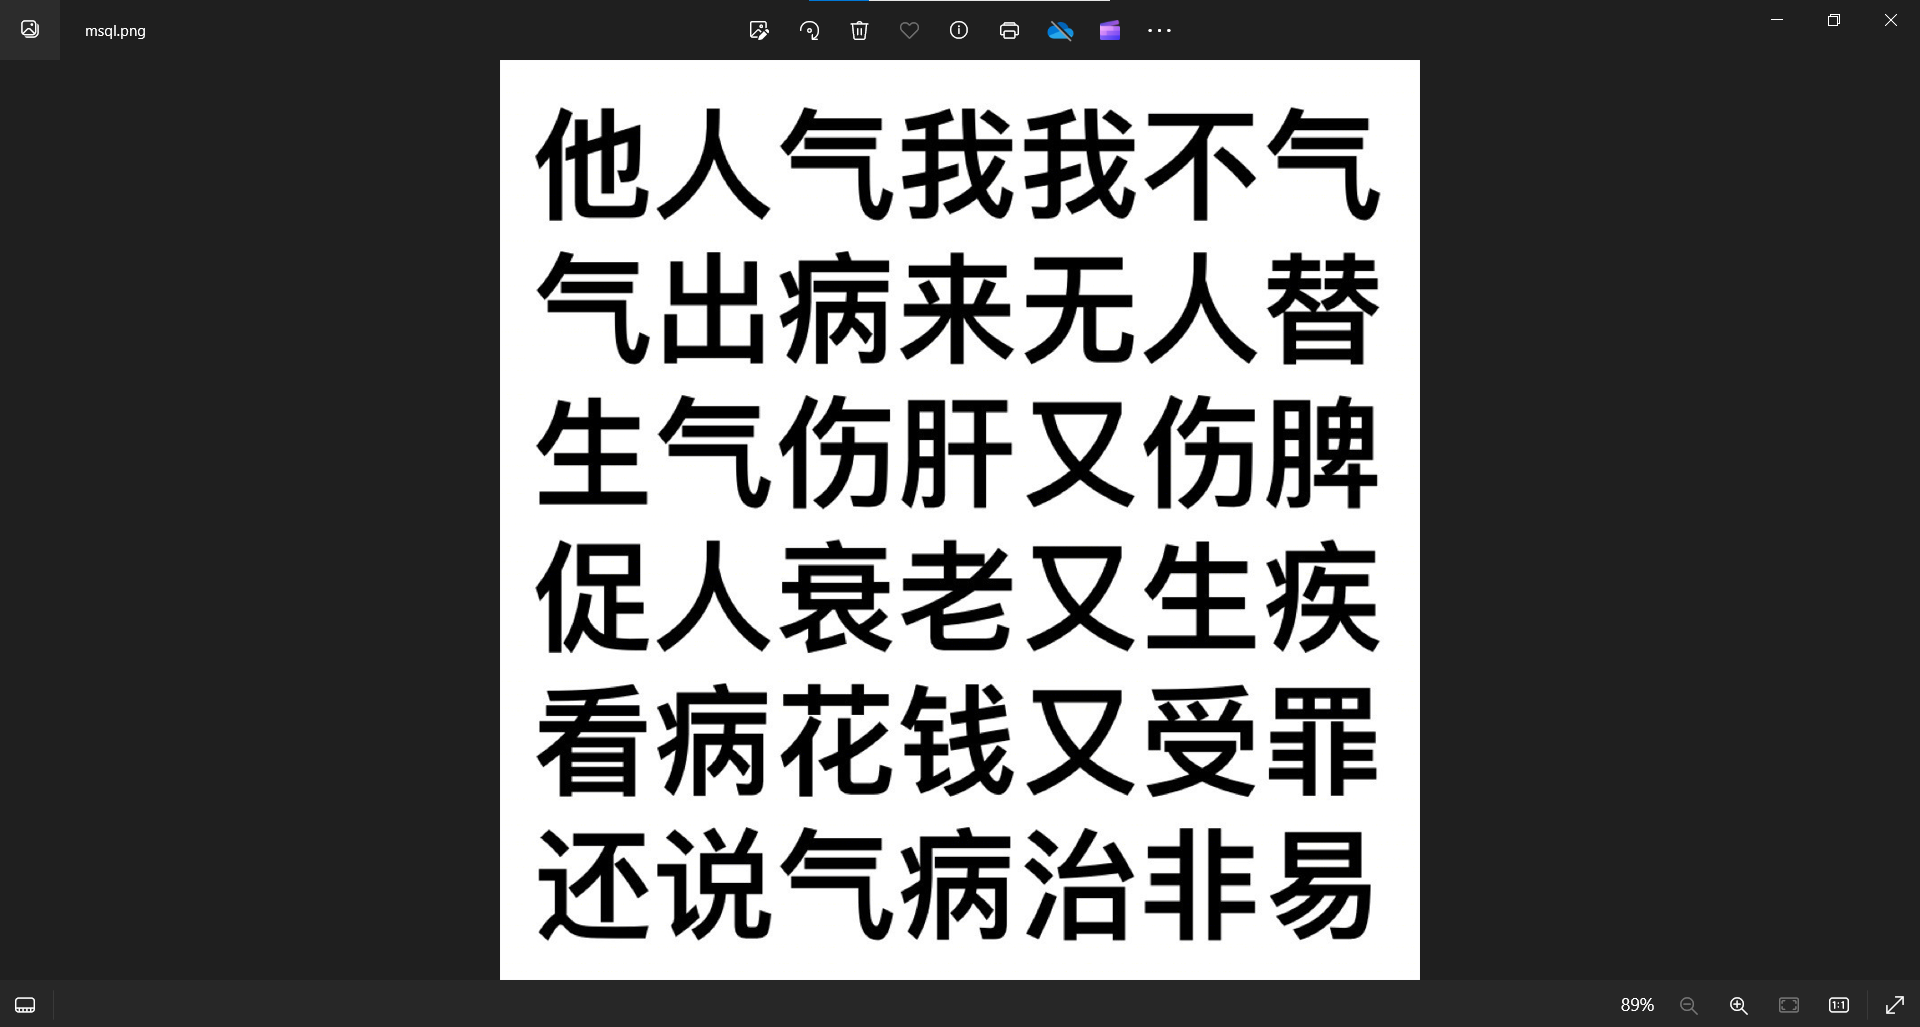 msql.png
他人气我我不气
气出病来无人替
生气伤肝又伤脾
促人衰老又生疾
看病花钱又受罪
还说气病治非易
89%
1:1